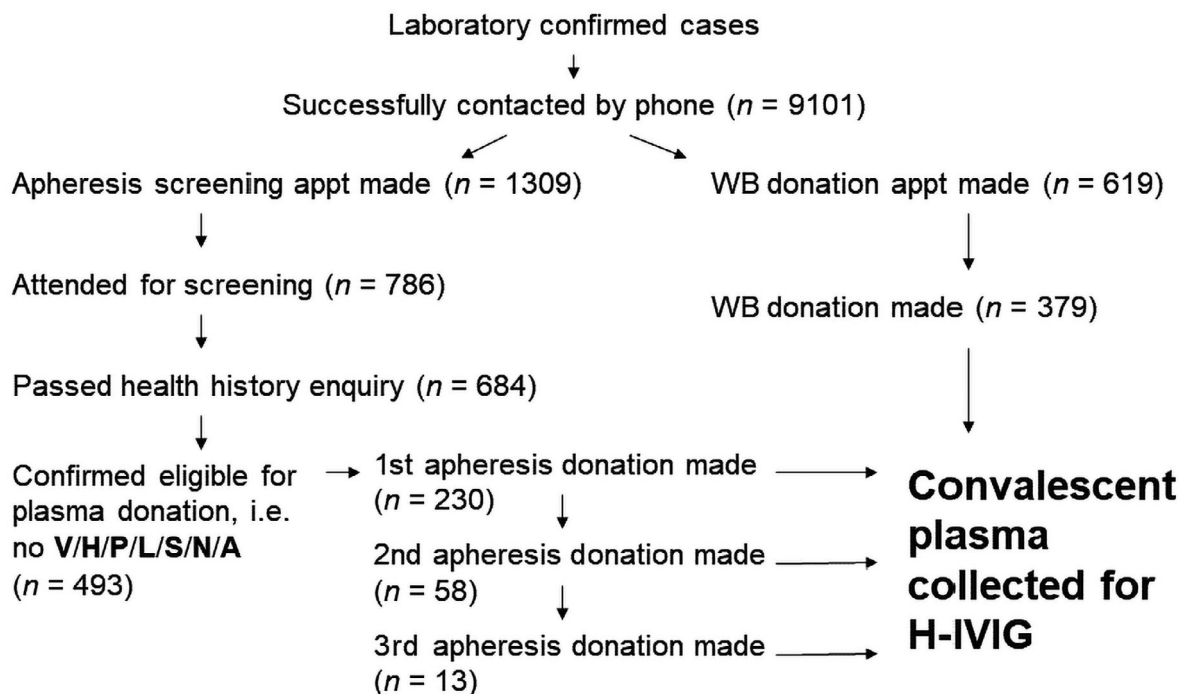 Laboratory confirmed cases
Successfully contacted by phone (n = 9101)
Apheresis screening appt made (n = 1309)
WB donation appt made (n = 619)
Attended for screening (n = 786)
WB donation made (n = 379)
Passed health history enquiry (n = 684)
Confirmed eligible for
plasma donation, i.e.
no V/H/P/L/S/N/A
(n = 493)
1st apheresis donation made
(n = 230)
2nd apheresis donation made
(n = 58)
3rd apheresis donation made
(n = 13)
Convalescent
plasma
collected for
H-IVIG